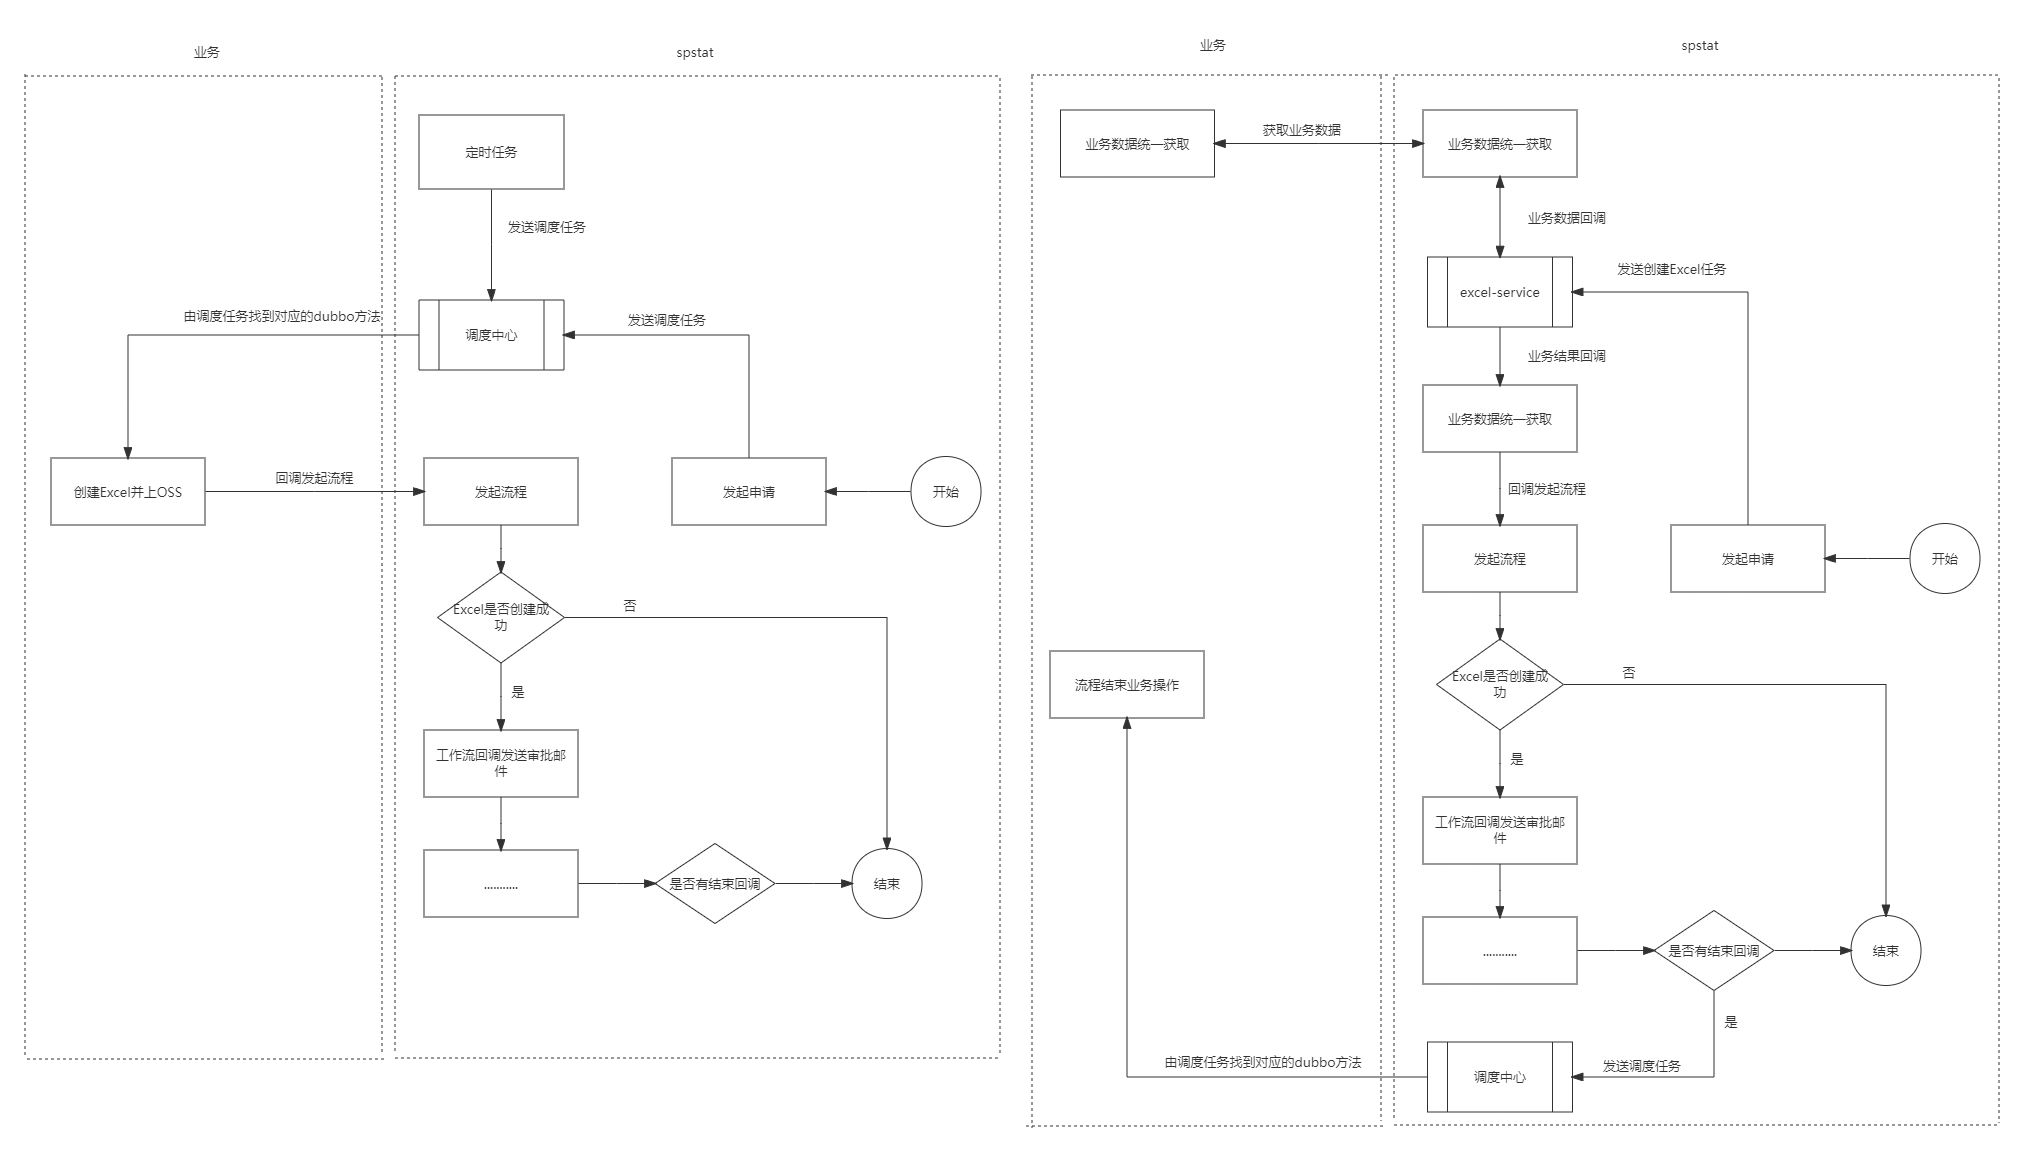 业务
spstat
定时任务
发送调度任务
由调度任务找到对应的dubbo方法
调度中心
发送调度任务
创建Excel并上OSS
回调发起流程
发起流程
发起申请
开始
Excel是否创建成
功
否
是
工作流回调发送审批邮
件
...........
是否有结束回调
结束
业务
spstat
业务数据统一获取
获取业务数据
业务数据统一获取
业务数据回调
发送创建Excel任务
excel-service
业务结果回调
业务数据统一获取
回调发起流程
发起流程
发起申请
开始
Excel是否创建成
功
否
流程结束业务操作
是
工作流回调发送审批邮
件
...........
是否有结束回调
结束
是
由调度任务找到对应的dubbo方法
调度中心
发送调度任务